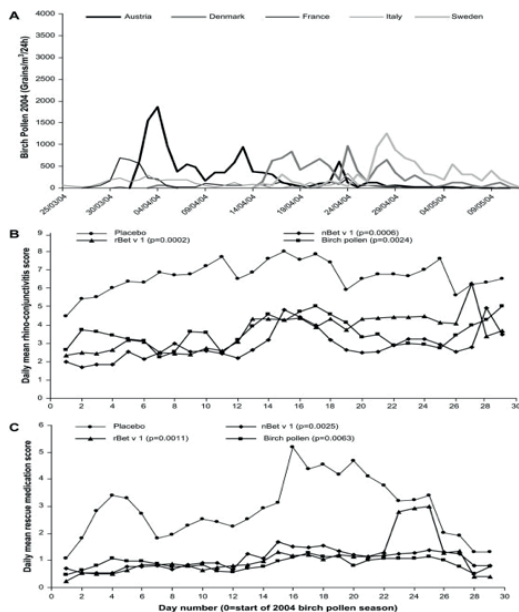 A
Austria Denmark France Italy Sweden
Birch Pollen 2004 (Grains/m³/24h)
4000
3500
3000
2500
2000
1500
1000
500
0
25/03/04 30/03/04 04/04/04 09/04/04 14/04/04 19/04/04 24/04/04 29/04/04 04/05/04 09/05/04
B
Placebo nBet v 1 (p=0.0006)
rBet v 1 (p=0.0002) Birch pollen (p=0.0024)
Daily mean rhino-conjunctivitis score
9
8
7
6
5
4
3
2
1
0
0 2 4 6 8 10 12 14 16 18 20 22 24 26 28 30
C
Placebo nBet v 1 (p=0.0025)
rBet v 1 (p=0.0011) Birch pollen (p=0.0063)
Daily mean rescue medication score
6
5
4
3
2
1
0
0 2 4 6 8 10 12 14 16 18 20 22 24 26 28 30
Day number (0=start of 2004 birch pollen season)